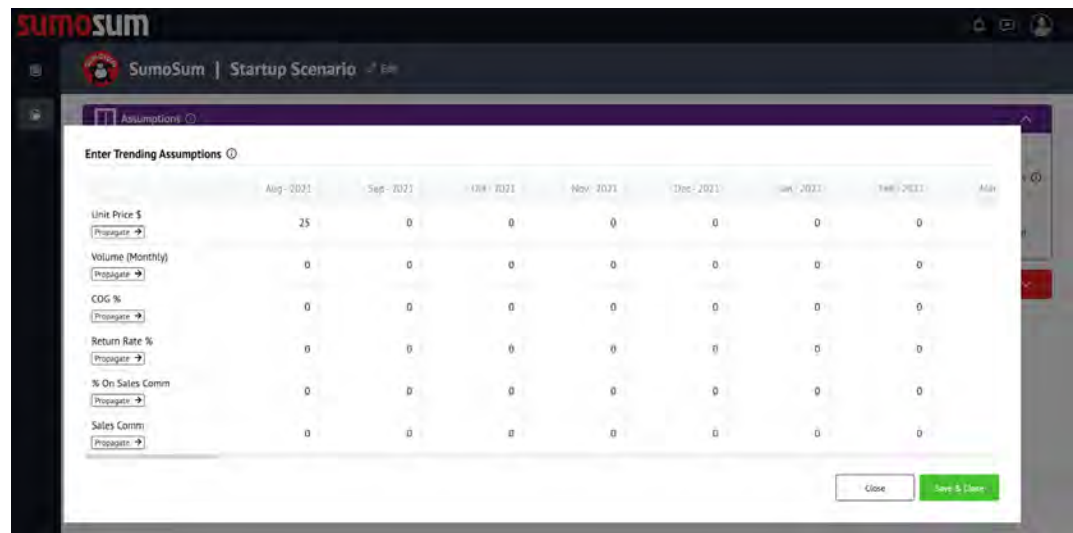 sumosum
SumoSum | Startup Scenario Edit
Assumptions
Enter Trending Assumptions
Aug - 2021 Sep - 2021 Oct - 2021 Nov - 2021 Dec - 2021 Jan - 2021 Feb - 2021 Mar
Unit Price $ 25 0 0 0 0 0 0
Propagate →
Volume (Monthly) 0 0 0 0 0 0 0
Propagate →
COG % 0 0 0 0 0 0 0
Propagate →
Return Rate % 0 0 0 0 0 0 0
Propagate →
% On Sales Comm 0 0 0 0 0 0 0
Propagate →
Sales Comm 0 0 0 0 0 0 0
Propagate →
Close Save & Close